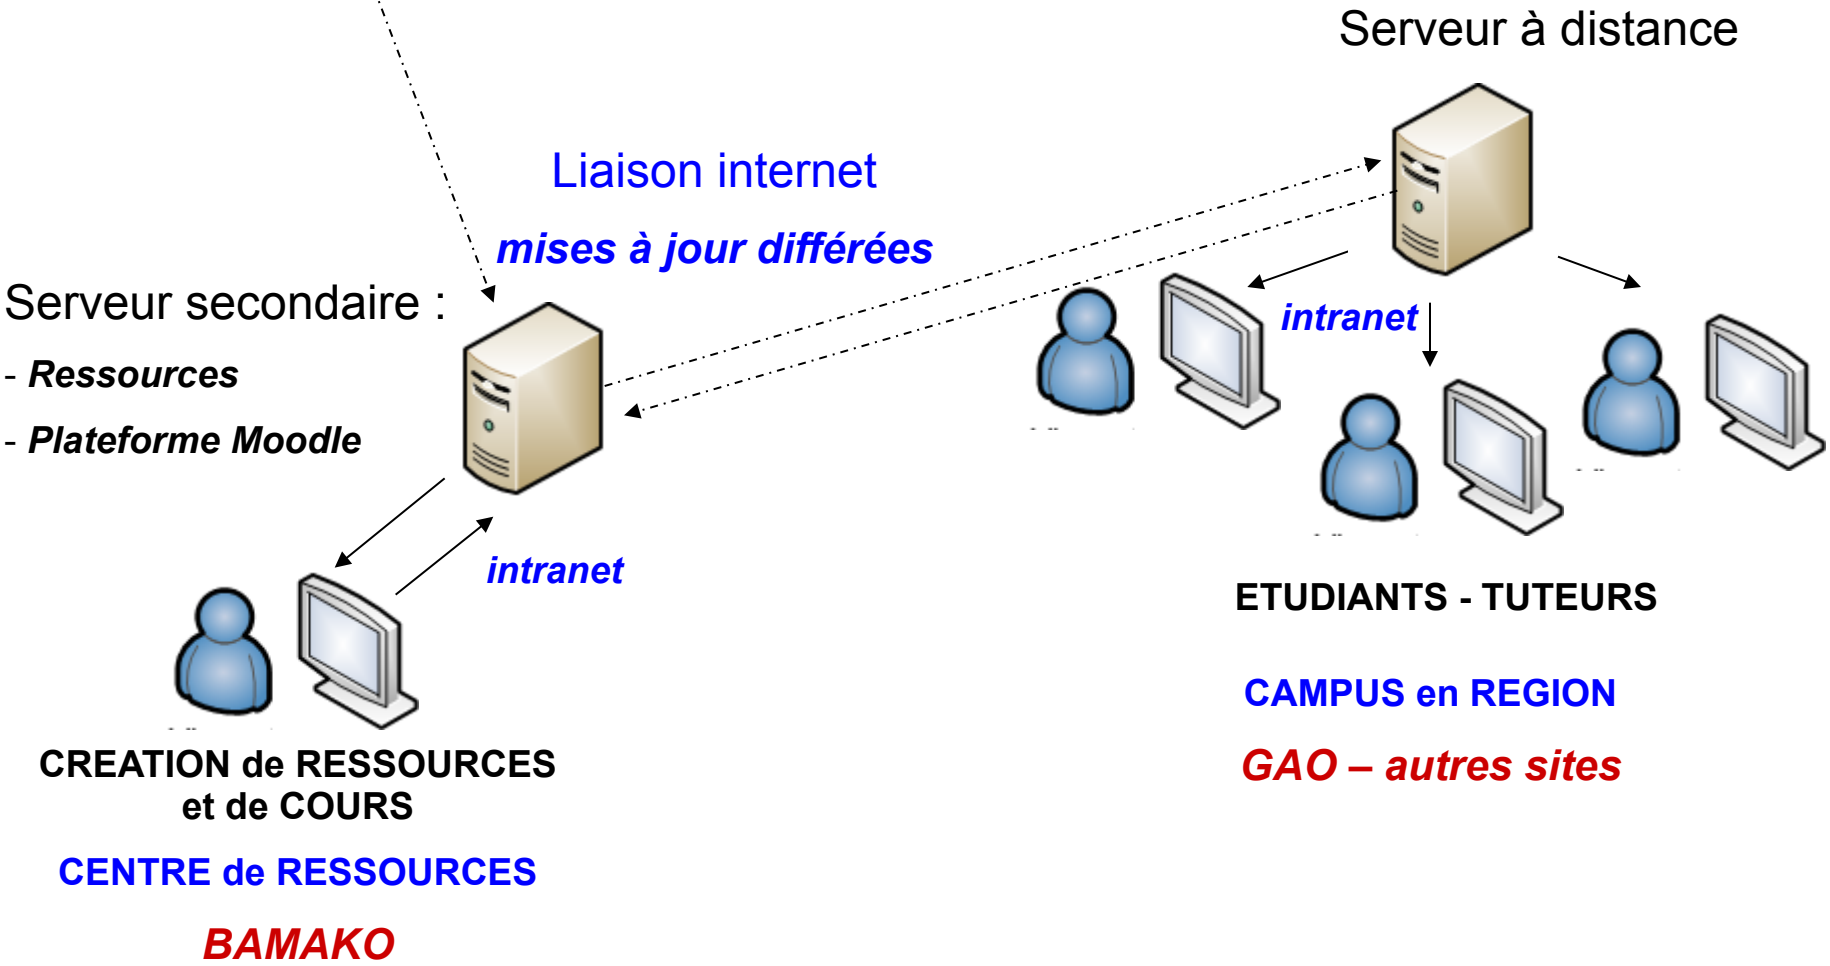 Serveur à distance
Liaison internet
mises à jour différées
Serveur secondaire :
- Ressources
- Plateforme Moodle
intranet
intranet
ETUDIANTS - TUTEURS
CAMPUS en REGION
GAO – autres sites
CREATION de RESSOURCES
et de COURS
CENTRE de RESSOURCES
BAMAKO